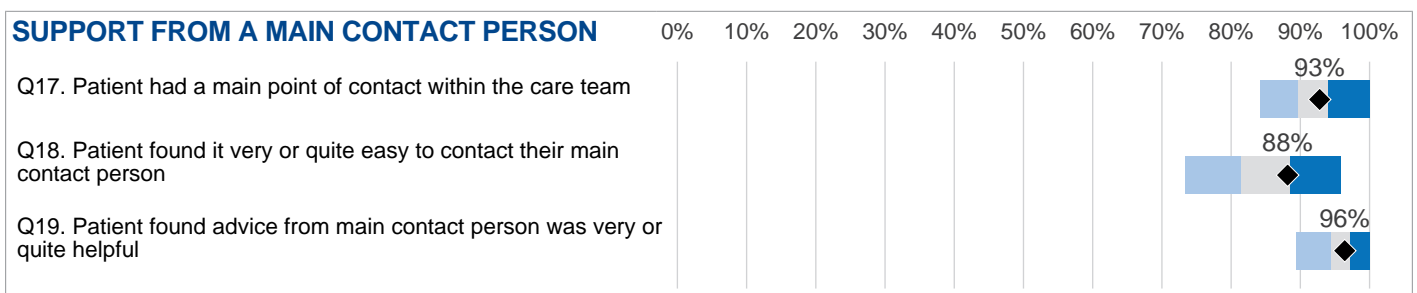 SUPPORT FROM A MAIN CONTACT PERSON 0% 10% 20% 30% 40% 50% 60% 70% 80% 90% 100%
93%
Q17. Patient had a main point of contact within the care team
88%
Q18. Patient found it very or quite easy to contact their main
contact person
96%
Q19. Patient found advice from main contact person was very or
quite helpful